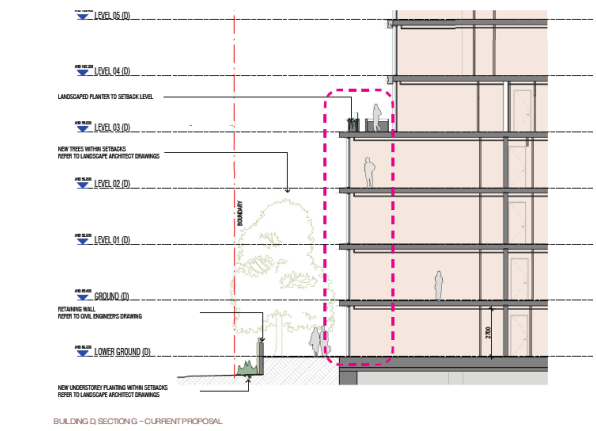 LEVEL 05 (D)
LEVEL 04 (D)
LANDSCAPED PLANTER TO SETBACK LEVEL
LEVEL 03 (D)
NEW TREES WITHIN SETBACKS
REFER TO LANDSCAPE ARCHITECT DRAWINGS
LEVEL 02 (D)
BOUNDARY
LEVEL 01 (D)
GROUND (D)
RETAINING WALL
REFER TO CIVIL ENGINEERS DRAWING
2700
LOWER GROUND (D)
NEW UNDERSTOREY PLANTING WITHIN SETBACKS
REFER TO LANDSCAPE ARCHITECT DRAWINGS
BUILDING D, SECTION G – CURRENT PROPOSAL